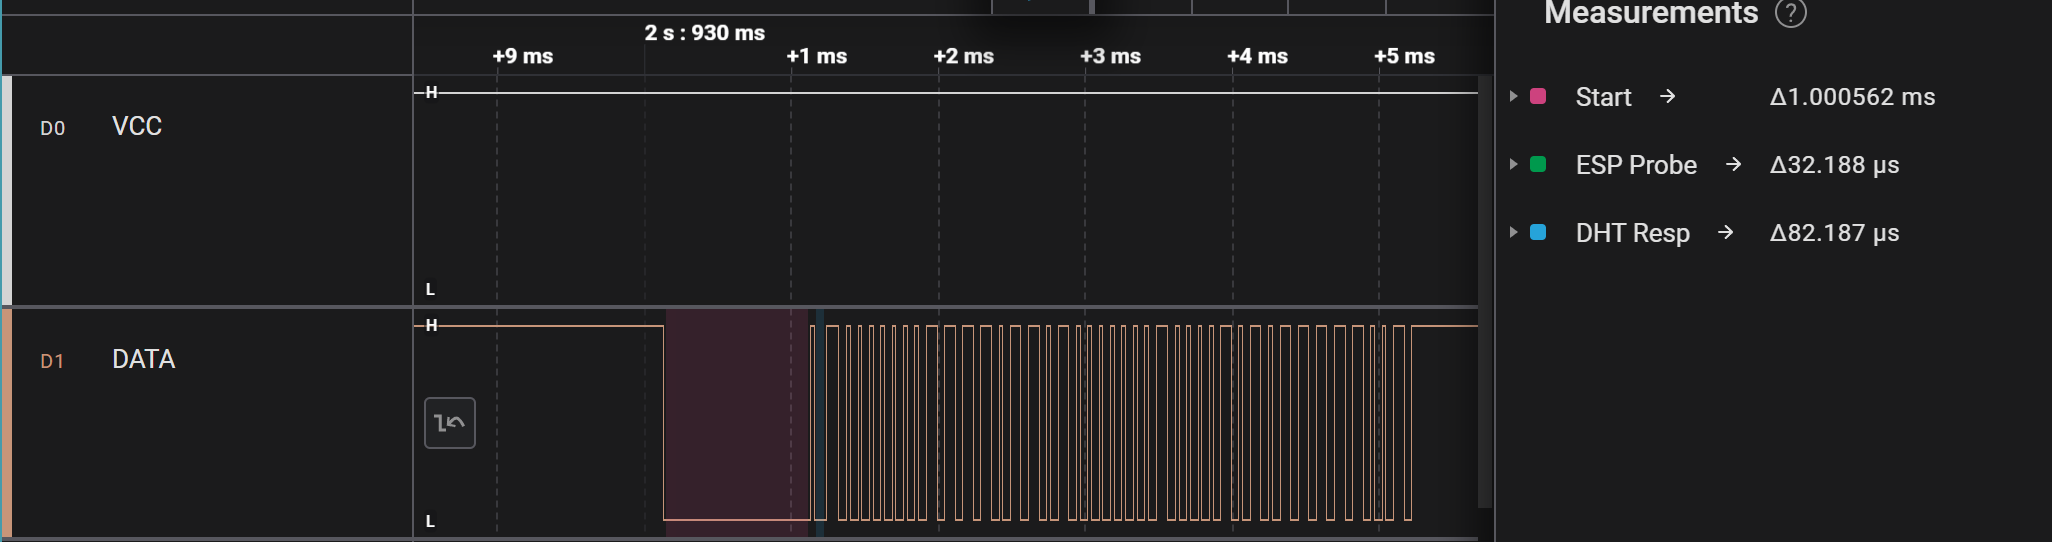 Measurements ?
2 s : 930 ms
+9 ms +1 ms +2 ms +3 ms +4 ms +5 ms
H
D0 VCC
L
H
D1 DATA
L
Start → Δ1.000562 ms
ESP Probe → Δ32.188 µs
DHT Resp → Δ82.187 µs